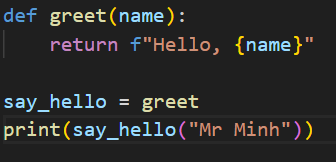 def greet(name):
    return f"Hello, {name}"

say_hello = greet
print(say_hello("Mr Minh"))